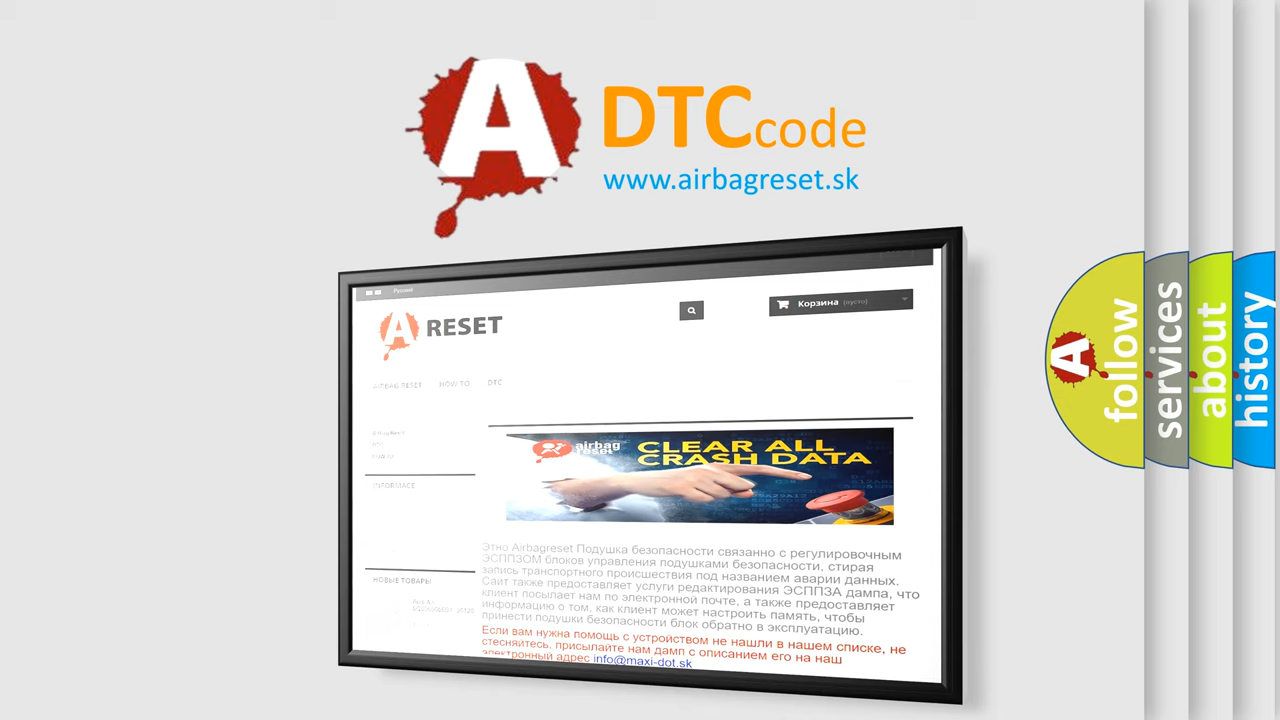 A DTCcode
www.airbagreset.sk
Русский
Корзина (пусто)
A RESET
AIRBAG RESET HOW TO DTC
Airbag Reset
DTC
INFORMACE
airbag reset
CLEAR ALL
CRASH DATA
Этно Airbagreset Подушка безопасности связанно с регулировочным
ЭСППЗОМ блоков управления подушками безопасности, стирая
запись транспортного происшествия под названием аварии данных.
Сайт также предоставляет услуги редактирования ЭСППЗА дампа, что
клиент посылает нам по электронной почте, а также предоставляет
информацию о том, как клиент может настроить память, чтобы
принести подушки безопасности блок обратно в эксплуатацию.
Если вам нужна помощь с устройством не нашли в нашем списке, не
стесняйтесь, присылайте нам дамп с описанием его на наш
электронный адрес info@maxi-dot.sk
НОВЫЕ ТОВАРЫ
A follow
services
about
history